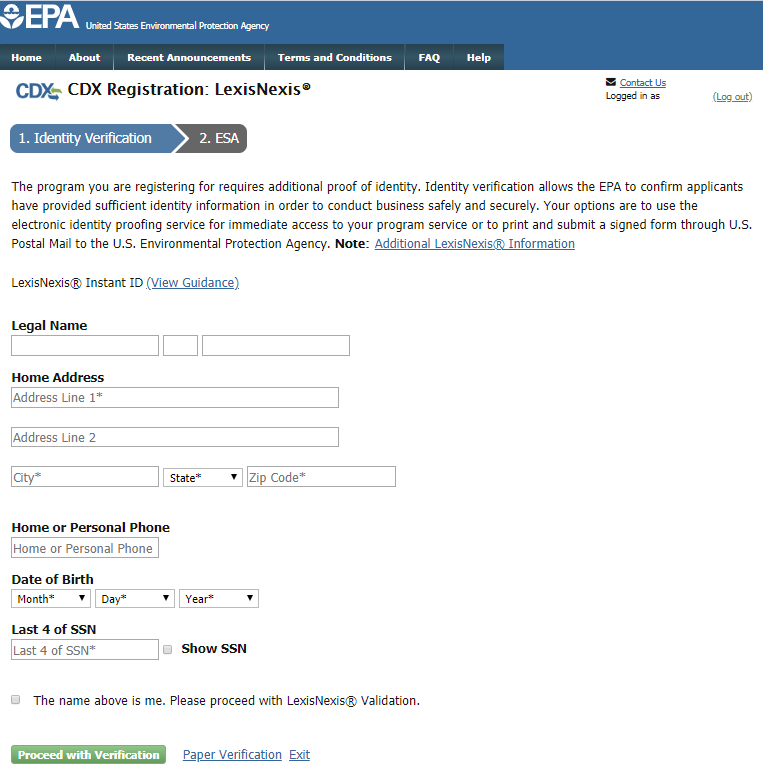 EPA United States Environmental Protection Agency
Home About Recent Announcements Terms and Conditions FAQ Help
CDX CDX Registration: LexisNexis®
Contact Us
Logged in as (Log out)
1. Identity Verification 2. ESA
The program you are registering for requires additional proof of identity. Identity verification allows the EPA to confirm applicants
have provided sufficient identity information in order to conduct business safely and securely. Your options are to use the
electronic identity proofing service for immediate access to your program service or to print and submit a signed form through U.S.
Postal Mail to the U.S. Environmental Protection Agency. Note: Additional LexisNexis® Information
LexisNexis® Instant ID (View Guidance)
Legal Name
Home Address
Address Line 1*
Address Line 2
City* State* Zip Code*
Home or Personal Phone
Home or Personal Phone
Date of Birth
Month* Day* Year*
Last 4 of SSN
Last 4 of SSN* Show SSN
The name above is me. Please proceed with LexisNexis® Validation.
Proceed with Verification Paper Verification Exit